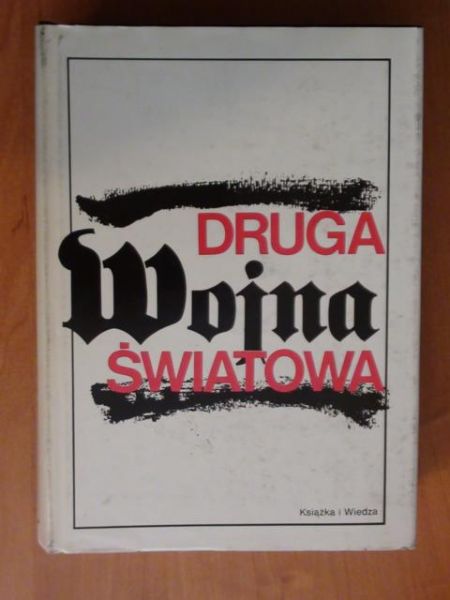 DRUGA
Wojna
ŚWIATOWA
Książka i Wiedza